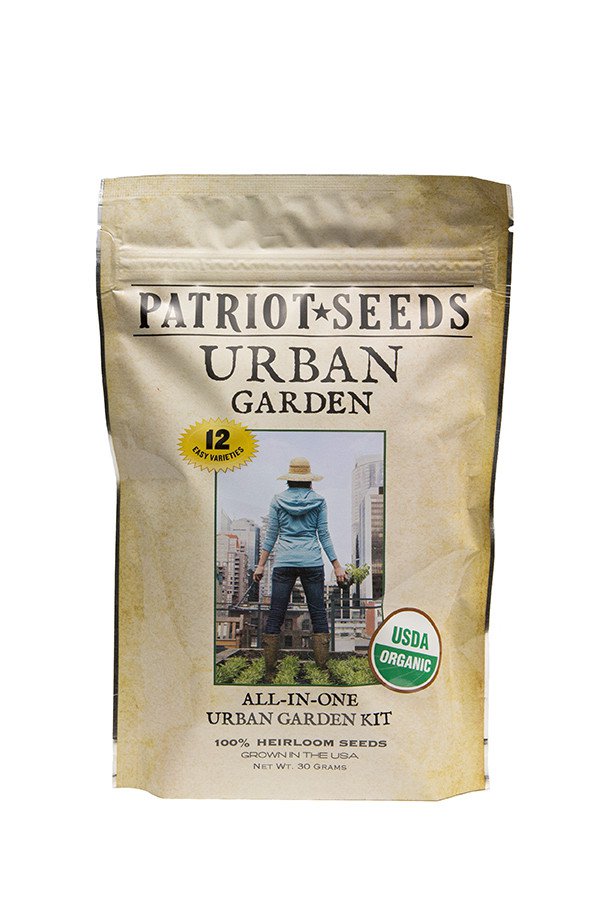 PATRIOT★SEEDS
URBAN
GARDEN
12
EASY VARIETIES
USDA
ORGANIC
ALL-IN-ONE
URBAN GARDEN KIT
100% HEIRLOOM SEEDS
GROWN IN THE USA
NET WT. 30 GRAMS